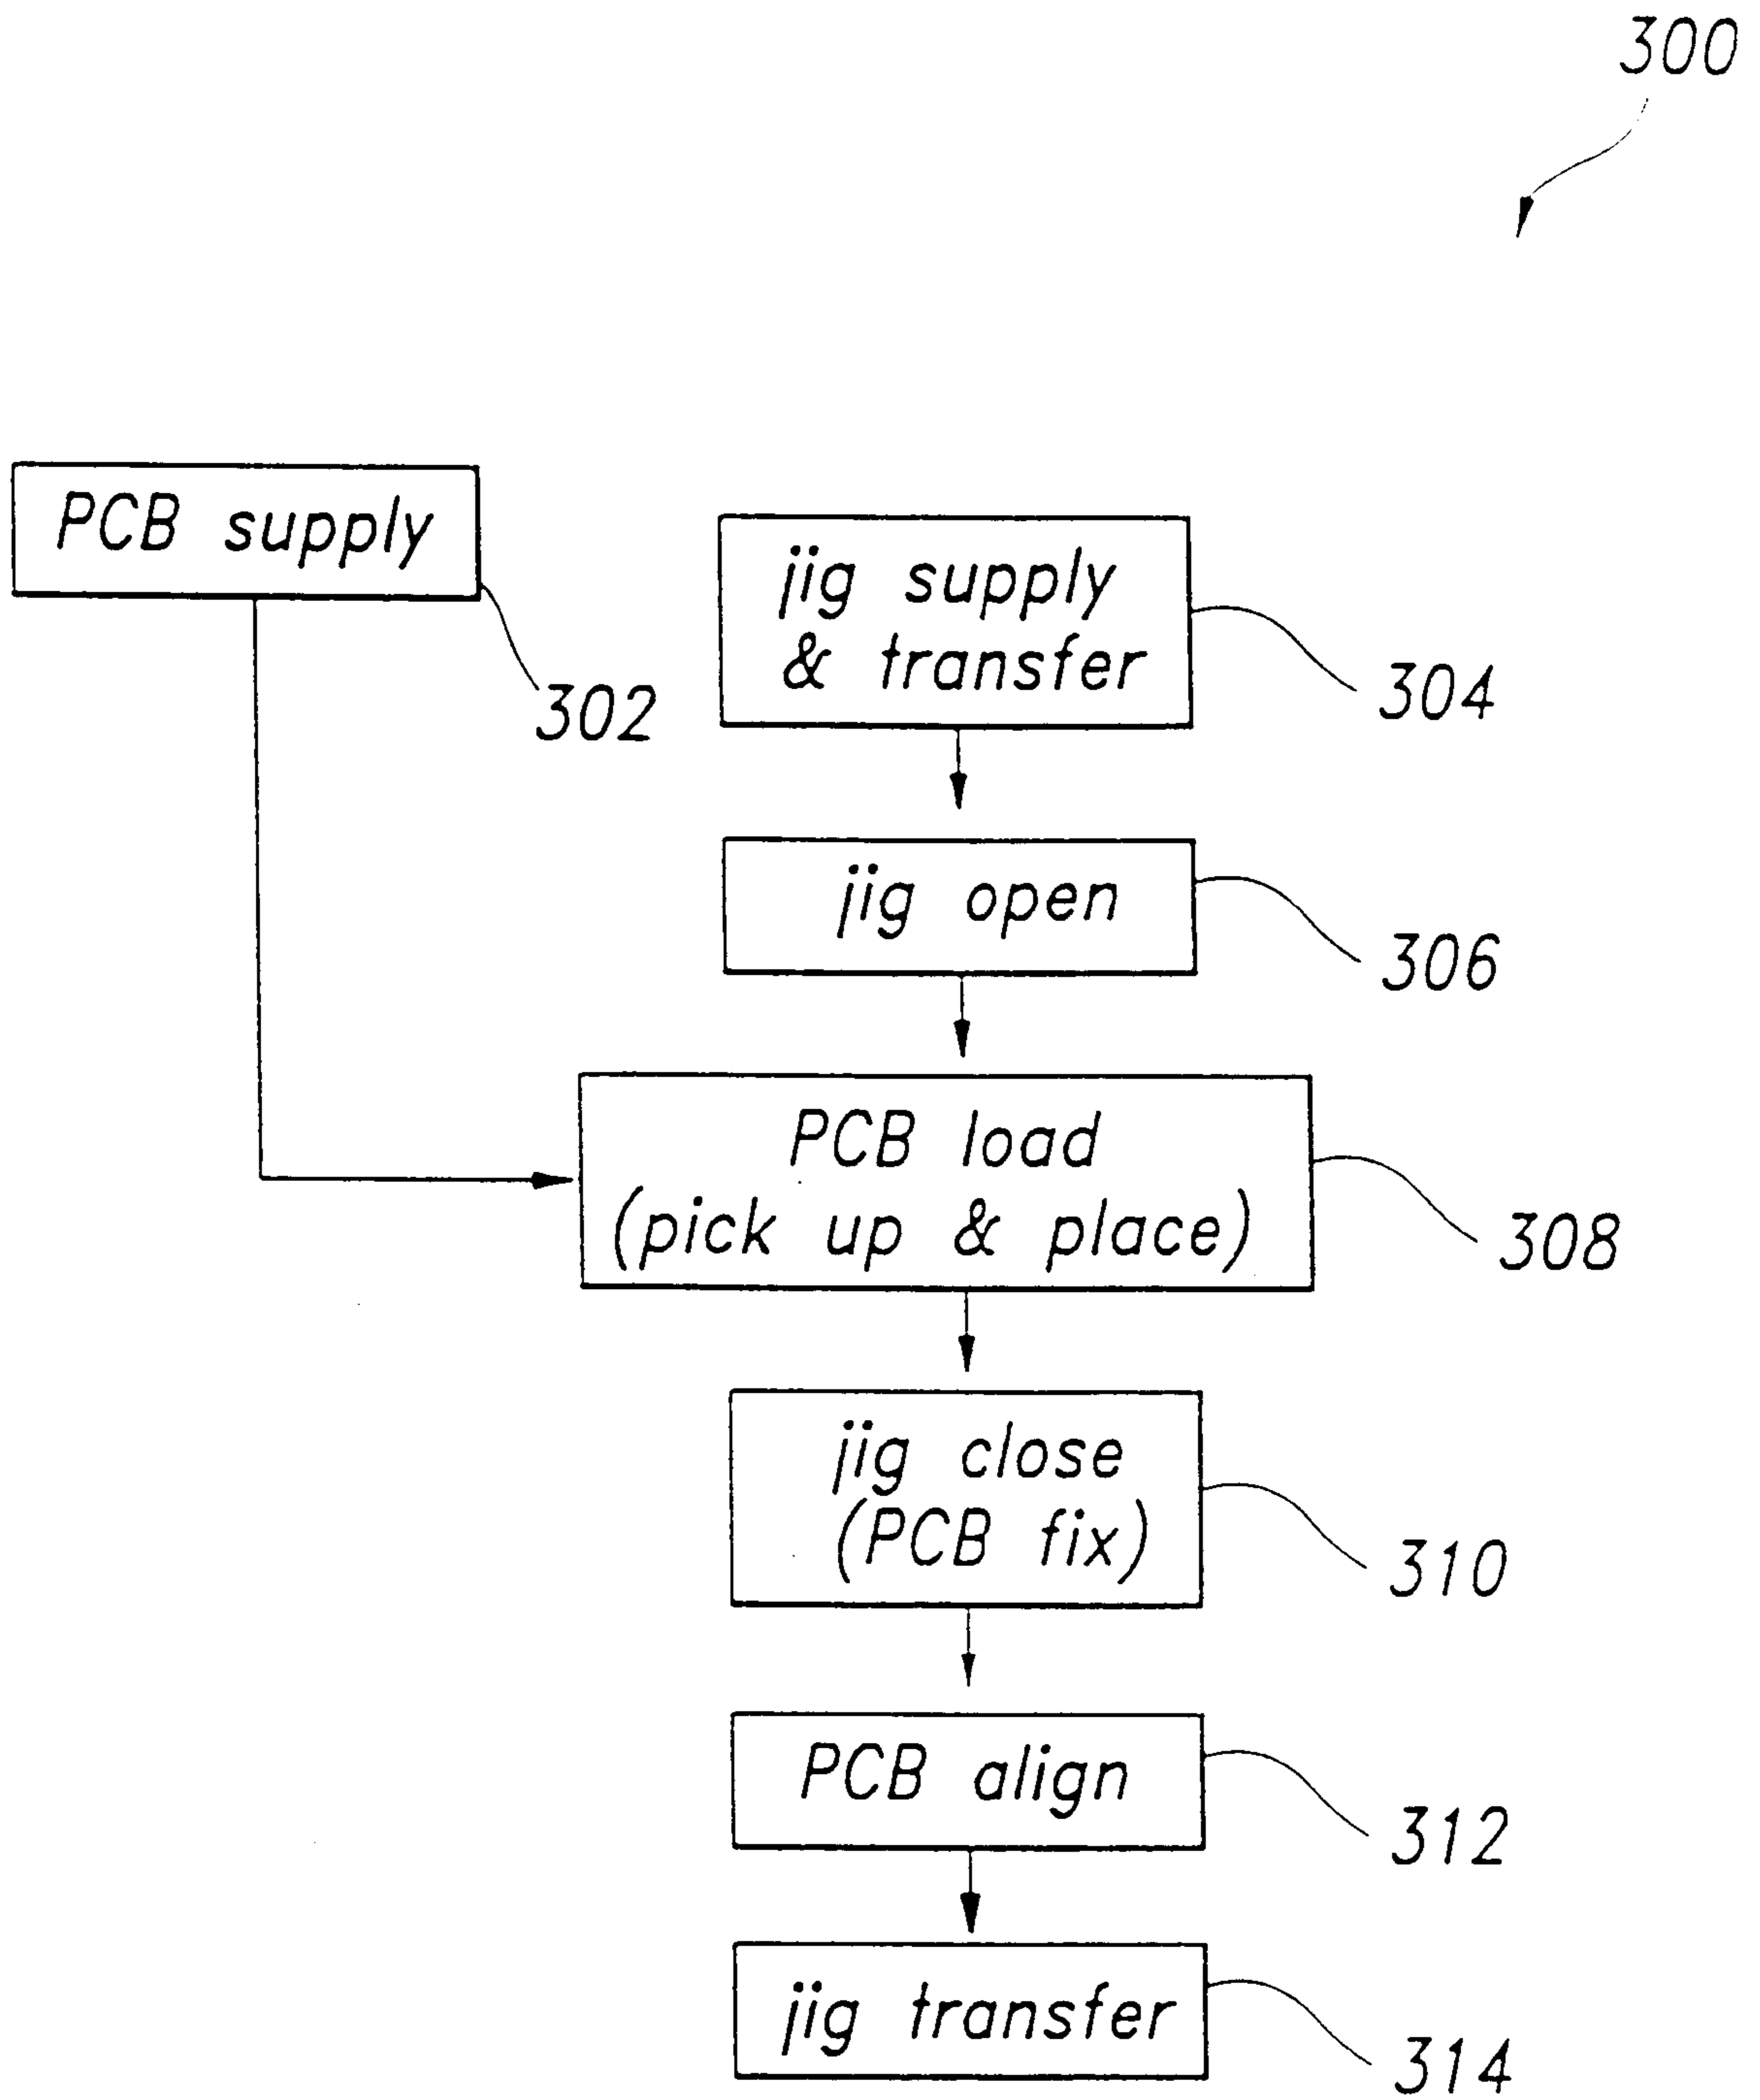 300
PCB supply
302
jig supply
& transfer
304
jig open
306
PCB load
(pick up & place)
308
jig close
(PCB fix)
310
PCB align
312
jig transfer
314